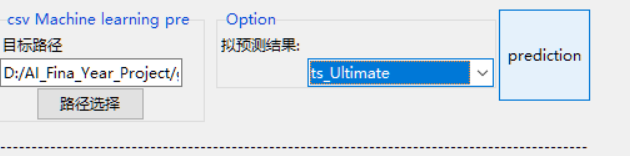 csv Machine learning pre
Option
目标路径
拟预测结果:
prediction
D:/AI_Fina_Year_Project/
ts_Ultimate
路径选择